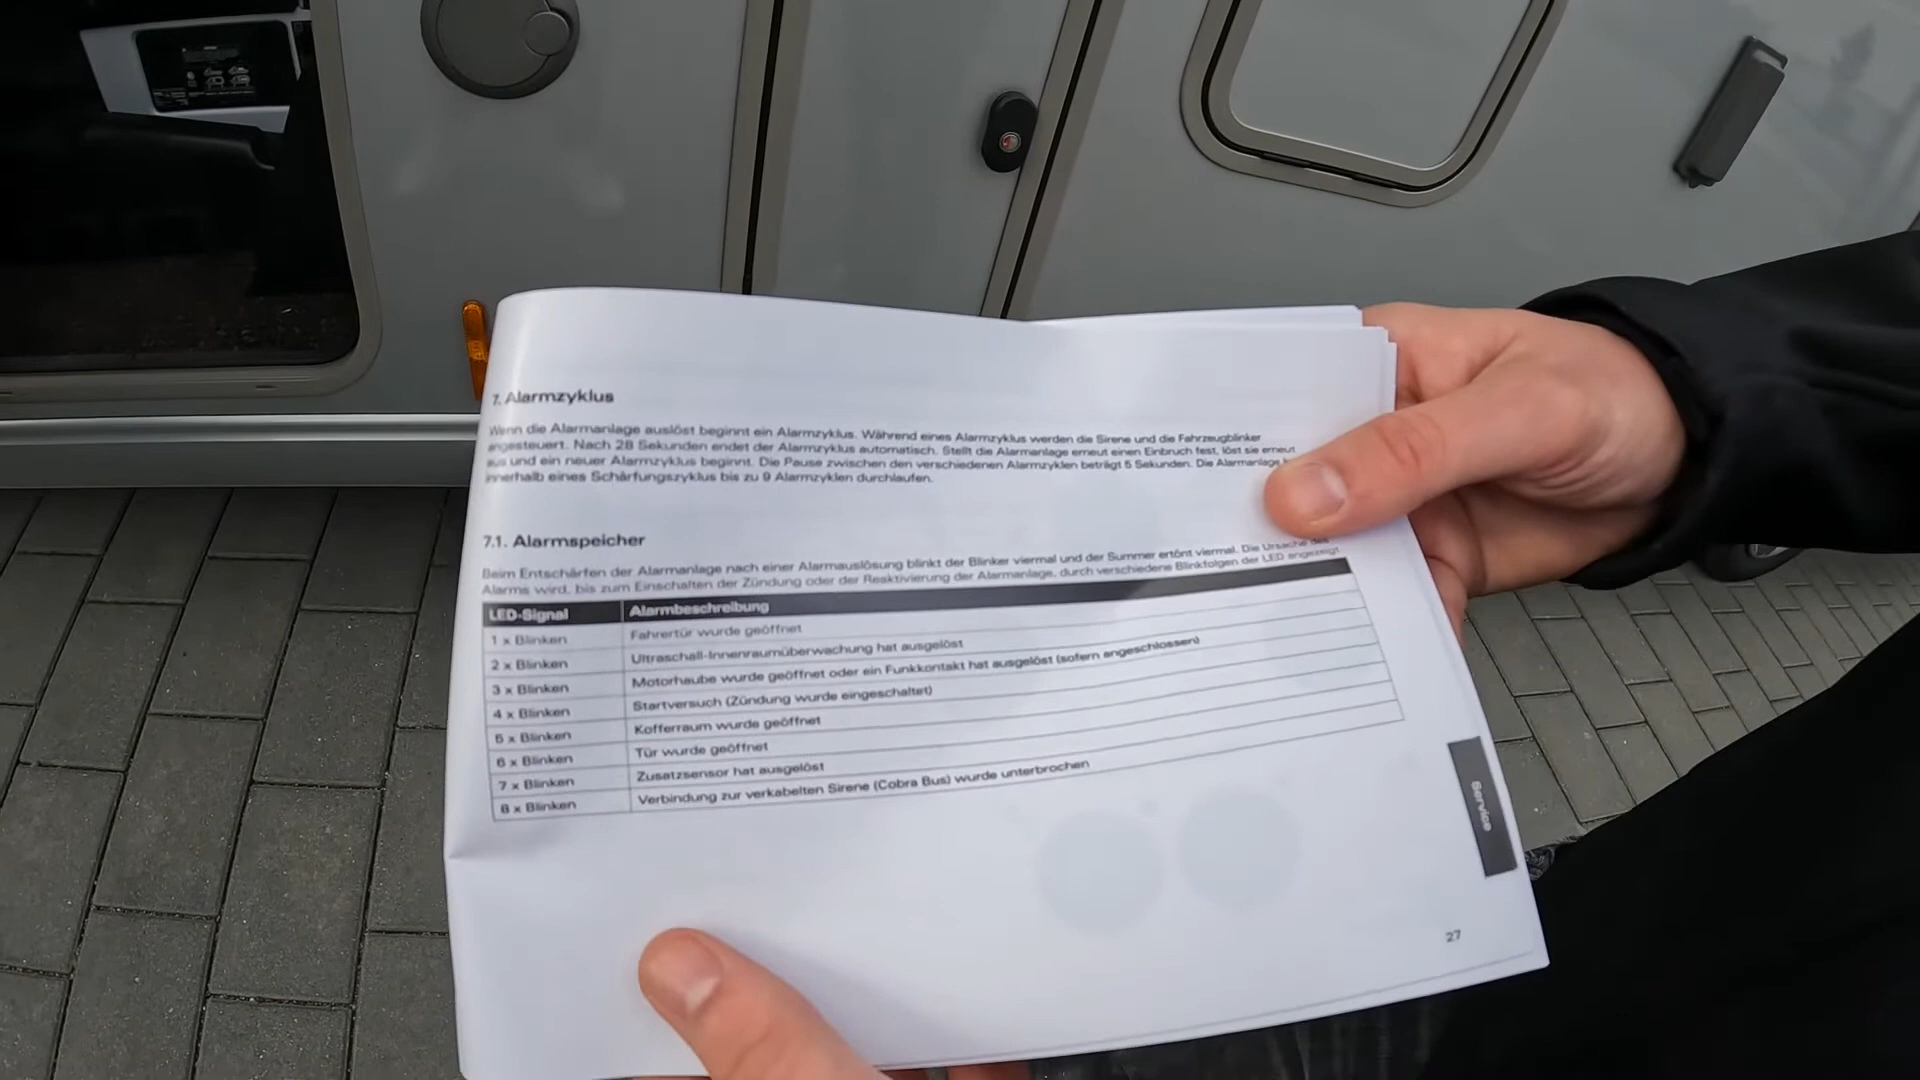 7. Alarmzyklus
Wenn die Alarmanlage auslöst beginnt ein Alarmzyklus. Während eines Alarmzyklus werden die Sirene und die Fahrzeugblinker
angesteuert. Nach 28 Sekunden endet der Alarmzyklus automatisch. Stellt die Alarmanlage erneut einen Einbruch fest, löst sie erneut
aus und ein neuer Alarmzyklus beginnt. Die Pause zwischen den verschiedenen Alarmzyklen beträgt 5 Sekunden. Die Alarmanlage
innerhalb eines Schärfungszyklus bis zu 9 Alarmzyklen durchlaufen.
7.1. Alarmspeicher
Beim Entschärfen der Alarmanlage nach einer Alarmauslösung blinkt der Blinker viermal und der Summer ertönt viermal. Die Ursache des
Alarms wird, bis zum Einschalten der Zündung oder der Reaktivierung der Alarmanlage, durch verschiedene Blinkfolgen der LED angezeigt
LED-Signal Alarmbeschreibung
1 x Blinken Fahrertür wurde geöffnet
2 x Blinken Ultraschall-Innenraumüberwachung hat ausgelöst
3 x Blinken Motorhaube wurde geöffnet oder ein Funkkontakt hat ausgelöst (sofern angeschlossen)
4 x Blinken Startversuch (Zündung wurde eingeschaltet)
5 x Blinken Kofferraum wurde geöffnet
6 x Blinken Tür wurde geöffnet
7 x Blinken Zusatzsensor hat ausgelöst
8 x Blinken Verbindung zur verkabelten Sirene (Cobra Bus) wurde unterbrochen
Service
27